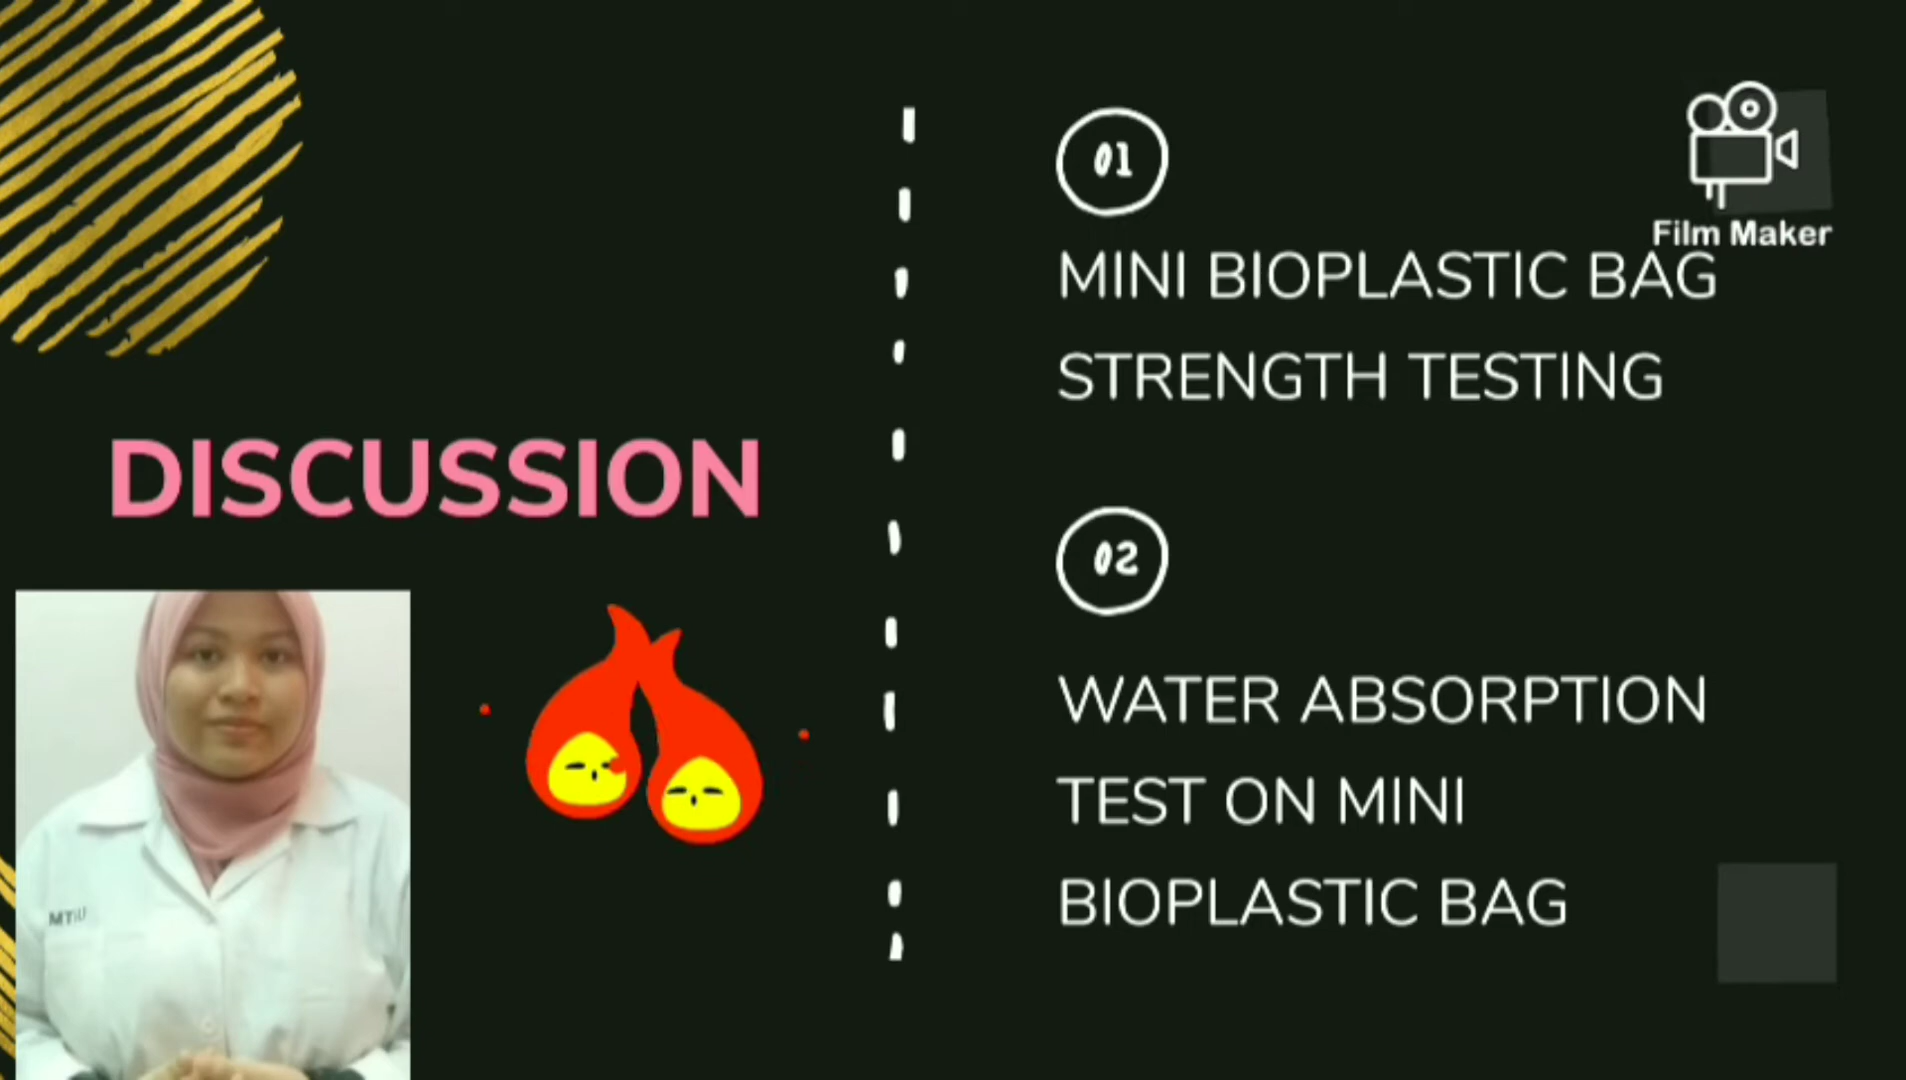 DISCUSSION
01
MINI BIOPLASTIC BAG
STRENGTH TESTING
02
WATER ABSORPTION
TEST ON MINI
BIOPLASTIC BAG
Film Maker